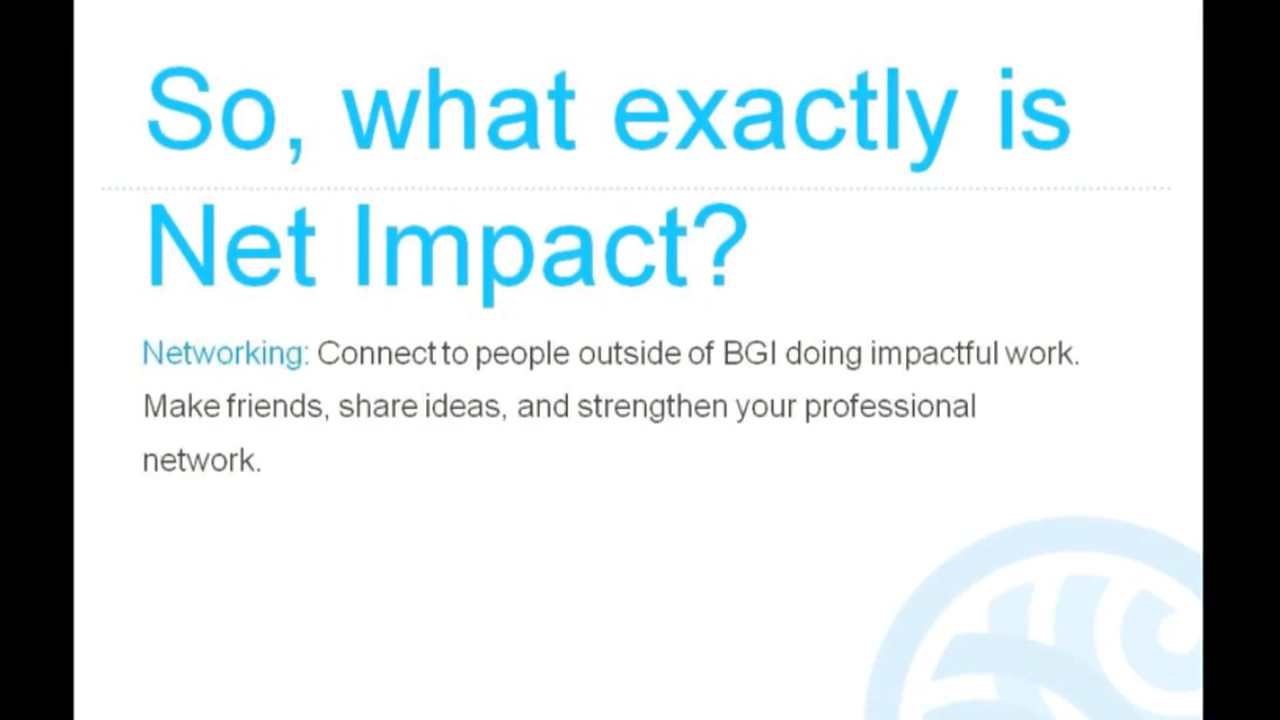 So, what exactly is
Net Impact?
Networking: Connect to people outside of BGI doing impactful work.
Make friends, share ideas, and strengthen your professional
network.